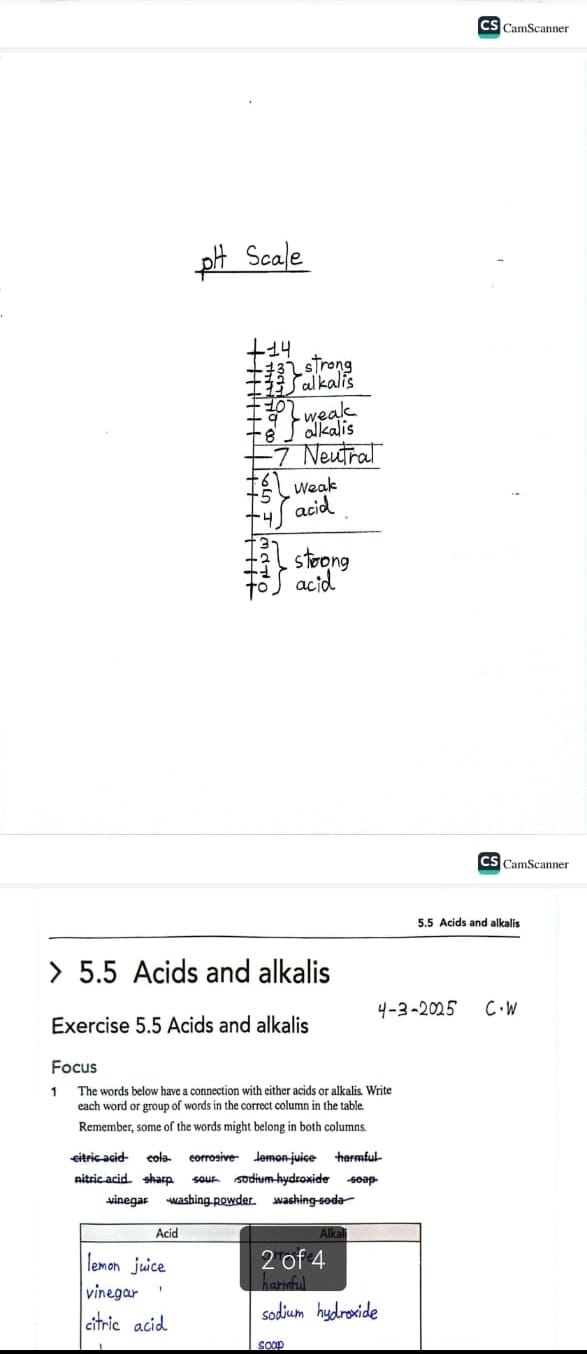 CS CamScanner
pH Scale
14
13 strong
12 alkalis
11
10
9 weak
8 alkalis
7 Neutral
6
5 weak
4 acid
3
2 strong
1 acid
0
CS CamScanner
5.5 Acids and alkalis
> 5.5 Acids and alkalis
4-3-2025 C.W
Exercise 5.5 Acids and alkalis
Focus
1 The words below have a connection with either acids or alkalis. Write
each word or group of words in the correct column in the table.
Remember, some of the words might belong in both columns.
citric acid cola corrosive lemon juice harmful
nitric acid sharp sour sodium hydroxide soap
vinegar washing powder washing soda
Acid Alkali
lemon juice
2 of 4
vinegar harmful
citric acid sodium hydroxide
soap